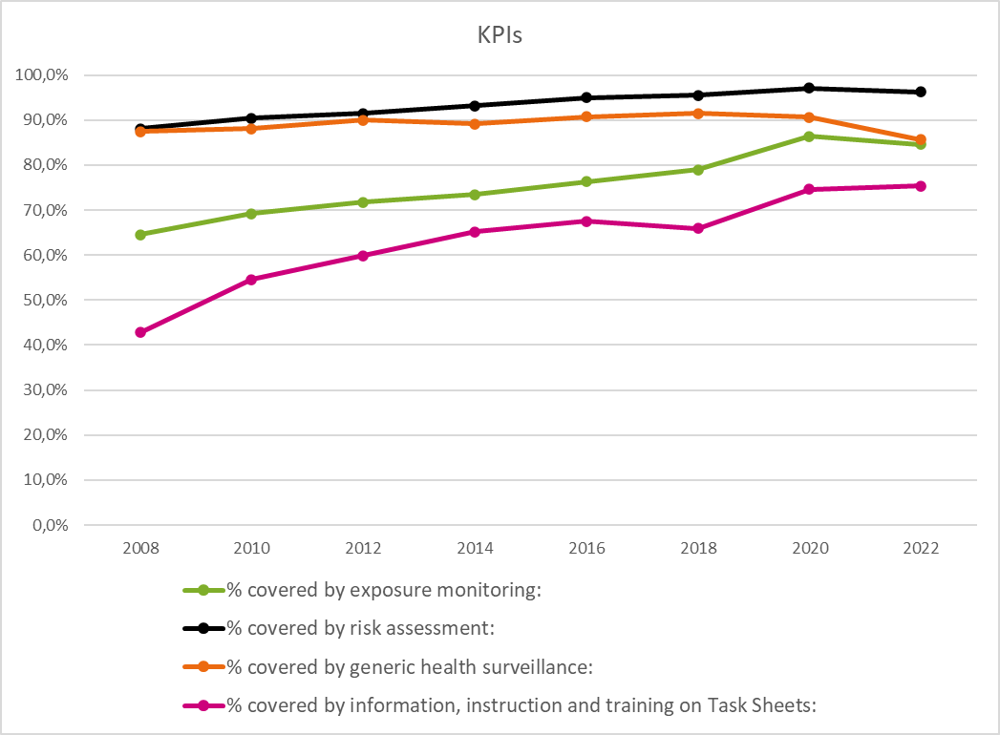 KPIs
100,0%
90,0%
80,0%
70,0%
60,0%
50,0%
40,0%
30,0%
20,0%
10,0%
0,0%
2008 2010 2012 2014 2016 2018 2020 2022
% covered by exposure monitoring:
% covered by risk assessment:
% covered by generic health surveillance:
% covered by information, instruction and training on Task Sheets: